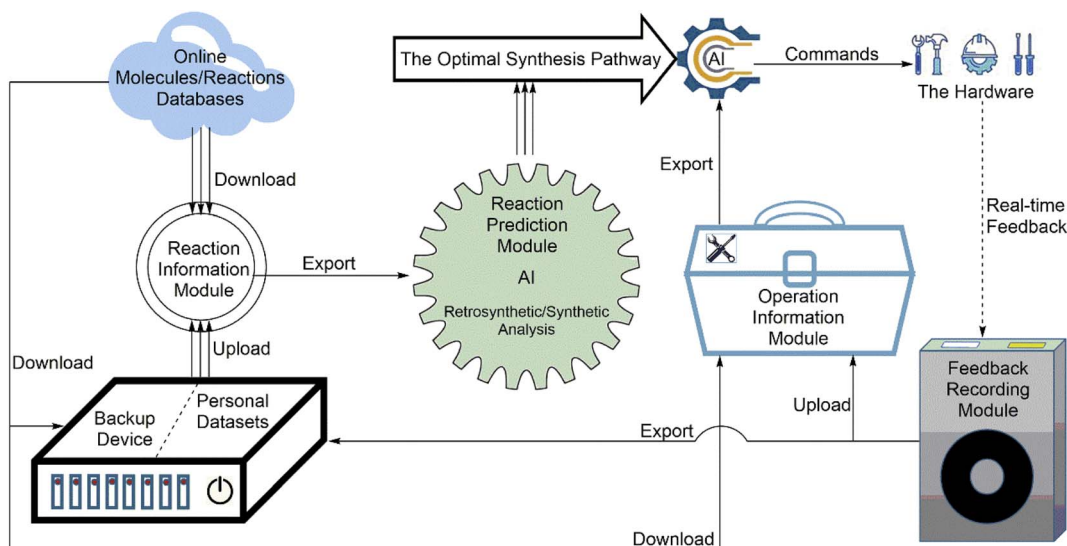 Online
Molecules/Reactions
Databases
The Optimal Synthesis Pathway
AI
Commands
The Hardware
Download
Export
Reaction
Prediction
Module
AI
Retrosynthetic/Synthetic
Analysis
Real-time
Feedback
Reaction
Information
Module
Export
Operation
Information
Module
Download
Upload
Feedback
Recording
Module
Personal
Datasets
Backup
Device
Upload
Export
Download